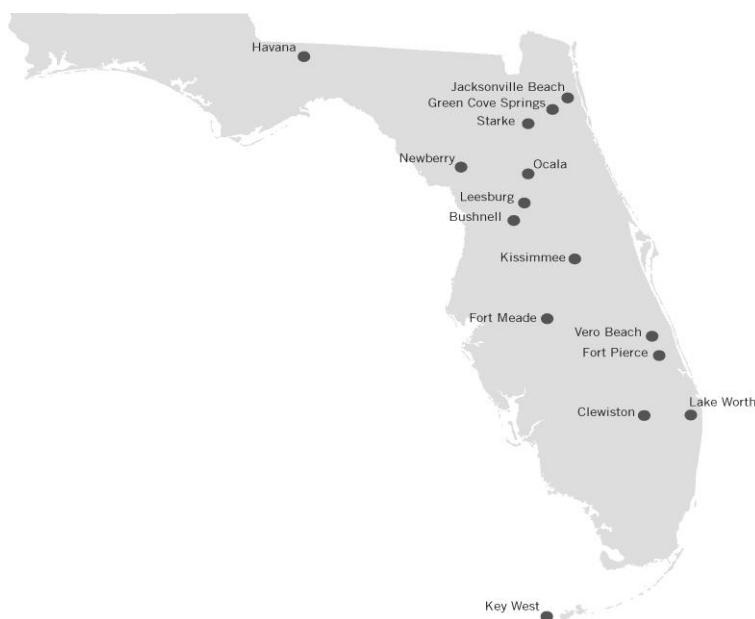 Havana
Jacksonville Beach
Green Cove Springs
Starke
Newberry
Ocala
Leesburg
Bushnell
Kissimmee
Fort Meade
Vero Beach
Fort Pierce
Clewiston
Lake Worth
Key West